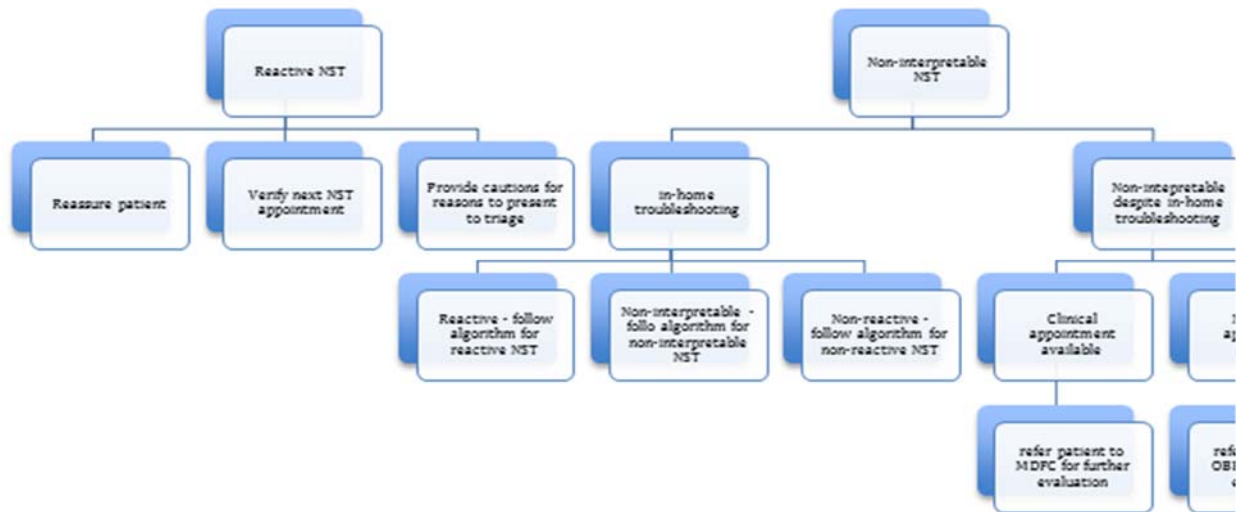 Reactive NST
Non-interpretable
NST
Reassure patient
Verify next NST
appointment
Provide cautions for
reasons to present
to triage
in-home
troubleshooting
Non-intepretable
despite in-home
troubleshooting
Reactive - follow
algorithm for
reactive NST
Non-interpretable -
follo algorithm for
non-interpretable
NST
Non-reactive -
follow algorithm for
non-reactive NST
Clinical
appointment
available
refer patient to
MDFC for further
evaluation